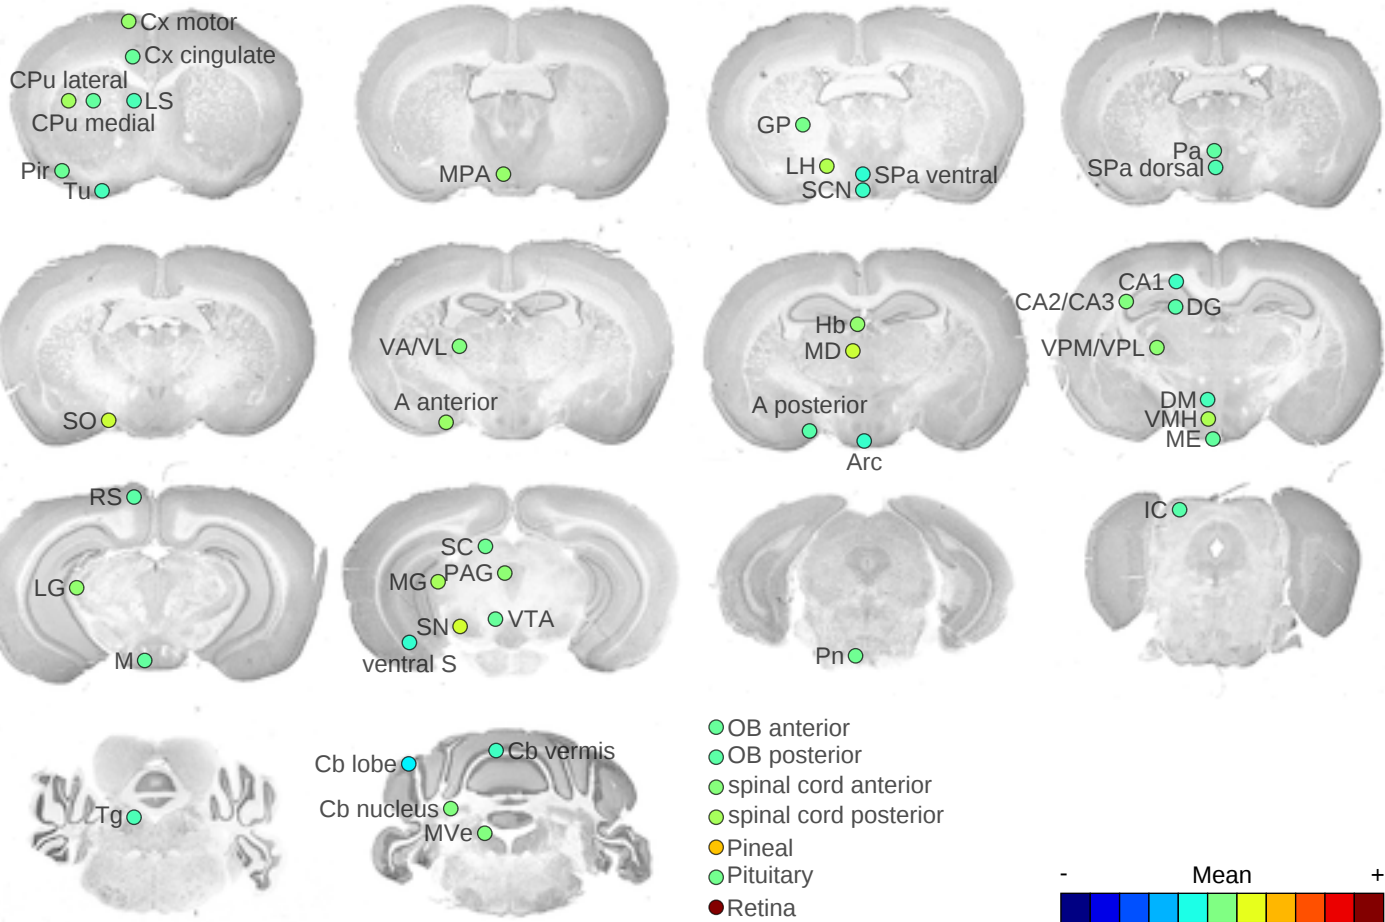 Cx motor
Cx cingulate
CPu lateral
LS
CPu medial
Pir
Tu
MPA
GP
LH
SPa ventral
SCN
Pa
SPa dorsal
SO
VA/VL
A anterior
Hb
MD
A posterior
Arc
CA1
CA2/CA3
DG
VPM/VPL
DM
VMH
ME
RS
LG
M
SC
MG
PAG
SN
VTA
ventral S
Pn
IC
Tg
Cb lobe
Cb vermis
Cb nucleus
MVe
OB anterior
OB posterior
spinal cord anterior
spinal cord posterior
Pineal
Pituitary
Retina
- Mean +